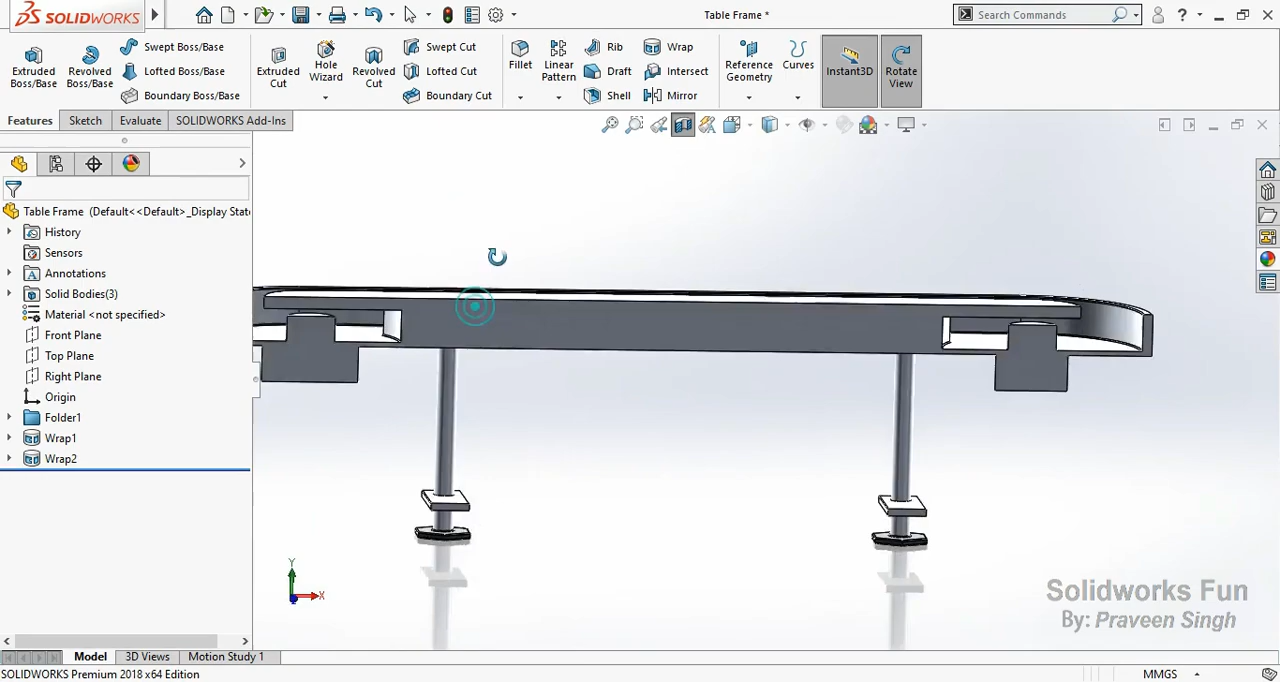 SOLIDWORKS
Table Frame *
Search Commands
?
Extruded Boss/Base
Revolved Boss/Base
Swept Boss/Base
Lofted Boss/Base
Boundary Boss/Base
Extruded Cut
Hole Wizard
Revolved Cut
Swept Cut
Lofted Cut
Boundary Cut
Fillet
Linear Pattern
Rib
Draft
Shell
Wrap
Intersect
Mirror
Reference Geometry
Curves
Instant3D
Rotate View
Features
Sketch
Evaluate
SOLIDWORKS Add-Ins
Table Frame (Default<<Default>_Display Stat
History
Sensors
A Annotations
Solid Bodies(3)
Material <not specified>
Front Plane
Top Plane
Right Plane
Origin
Folder1
Wrap1
Wrap2
Y
X
Solidworks Fun
By: Praveen Singh
Model
3D Views
Motion Study 1
SOLIDWORKS Premium 2018 x64 Edition
MMGS